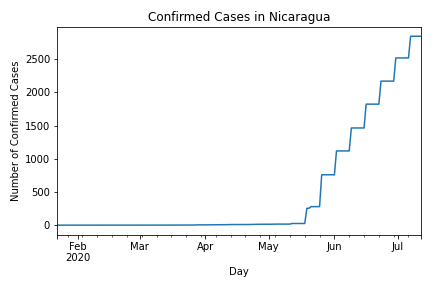 Confirmed Cases in Nicaragua
Number of Confirmed Cases
2500
2000
1500
1000
500
0
Feb
2020
Mar
Apr
May
Jun
Jul
Day